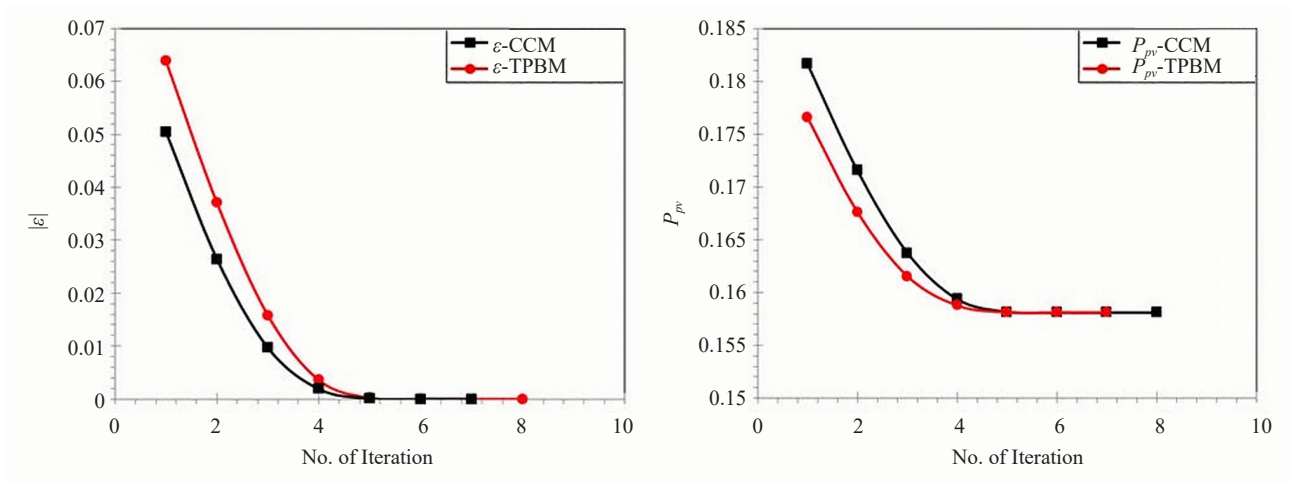 0.07
0.06
0.05
0.04
0.03
0.02
0.01
0
|ε|
ε-CCM
ε-TPBM
0 2 4 6 8 10
No. of Iteration
0.185
0.18
0.175
0.17
0.165
0.16
0.155
0.15
Ppv
Ppv-CCM
Ppv-TPBM
0 2 4 6 8 10
No. of Iteration